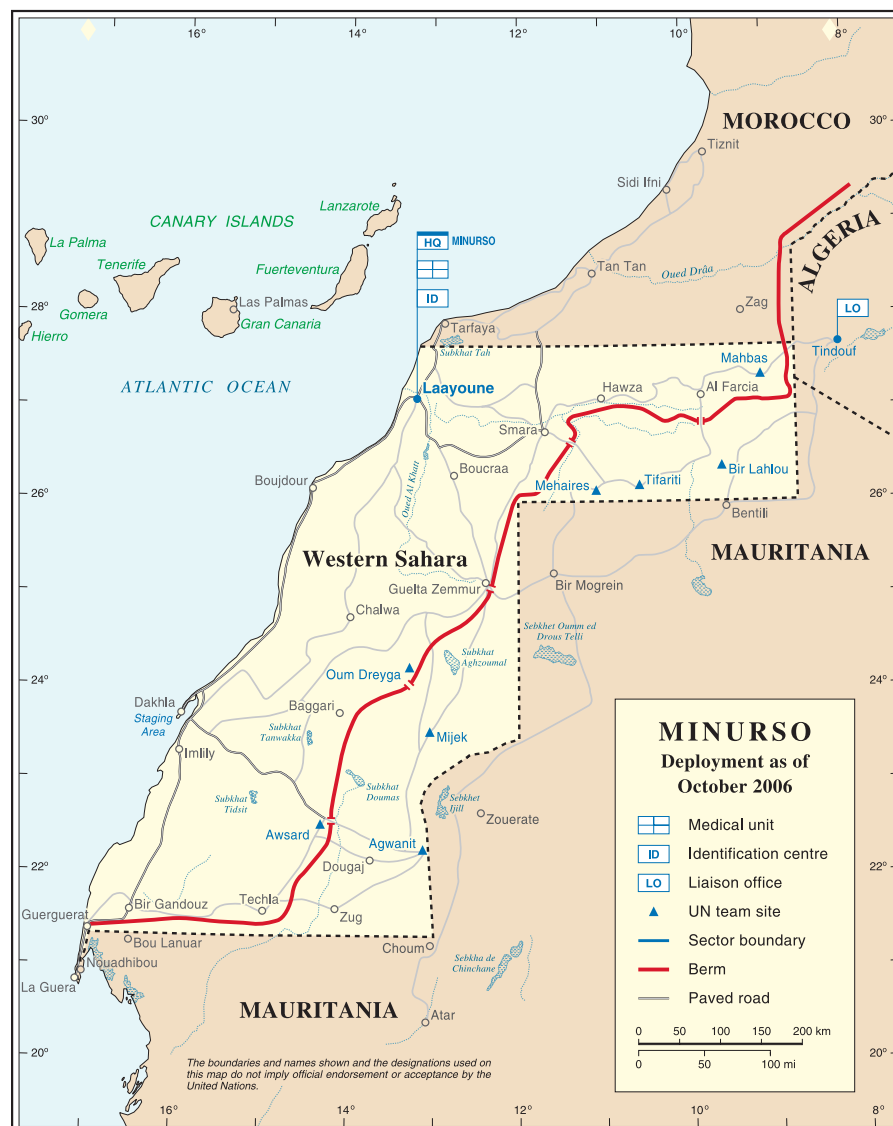 16°
14°
12°
10°
8°
30°
30°
MOROCCO
Tiznit
Sidi Ifni
CANARY ISLANDS
Lanzarote
La Palma
Tenerife
Fuerteventura
HQ MINURSO
ID
ALGERIA
Tan Tan
Oued Drâa
28°
28°
Gomera
Las Palmas
Gran Canaria
Hierro
Zag
LO
Tarfaya
Subkhat Tah
Tindouf
Mahbas
ATLANTIC OCEAN
Laayoune
Hawza
Al Farcia
Smara
Boucraa
Oued Al Khatt
Boujdour
Mehaires
Tifariti
Bir Lahlou
26°
26°
Bentili
MAURITANIA
Western Sahara
Guelta Zemmur
Bir Mogrein
Chalwa
Sebkhet Oumm ed
Drous Telli
Subkhat
Aghzoumal
Oum Dreyga
24°
24°
Dakhla
Staging
Area
Baggari
Subkhat
Tanwakka
Imlily
Mijek
Subkhat
Tidsit
Subkhat
Doumas
Sebkhet
Ijill
Zouerate
Awsard
Agwanit
22°
22°
Dougaj
Techla
Zug
Bir Gandouz
Guerguerat
Bou Lanuar
Choum
Nouadhibou
La Guera
Sebkha de
Chinchane
MAURITANIA
Atar
20°
20°
The boundaries and names shown and the designations used on
this map do not imply official endorsement or acceptance by the
United Nations.
MINURSO
Deployment as of
October 2006
Medical unit
ID Identification centre
LO Liaison office
UN team site
Sector boundary
Berm
Paved road
0 50 100 150 200 km
0 50 100 mi
16°
14°
12°
10°
8°